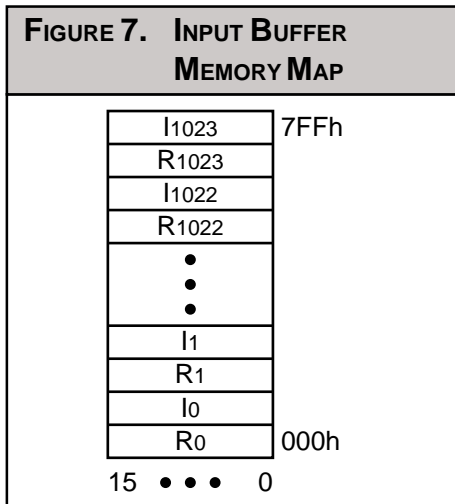 FIGURE 7. INPUT BUFFER
MEMORY MAP
I1023 7FFh
R1023
I1022
R1022
•
•
•
I1
R1
I0
R0 000h
15 • • • 0